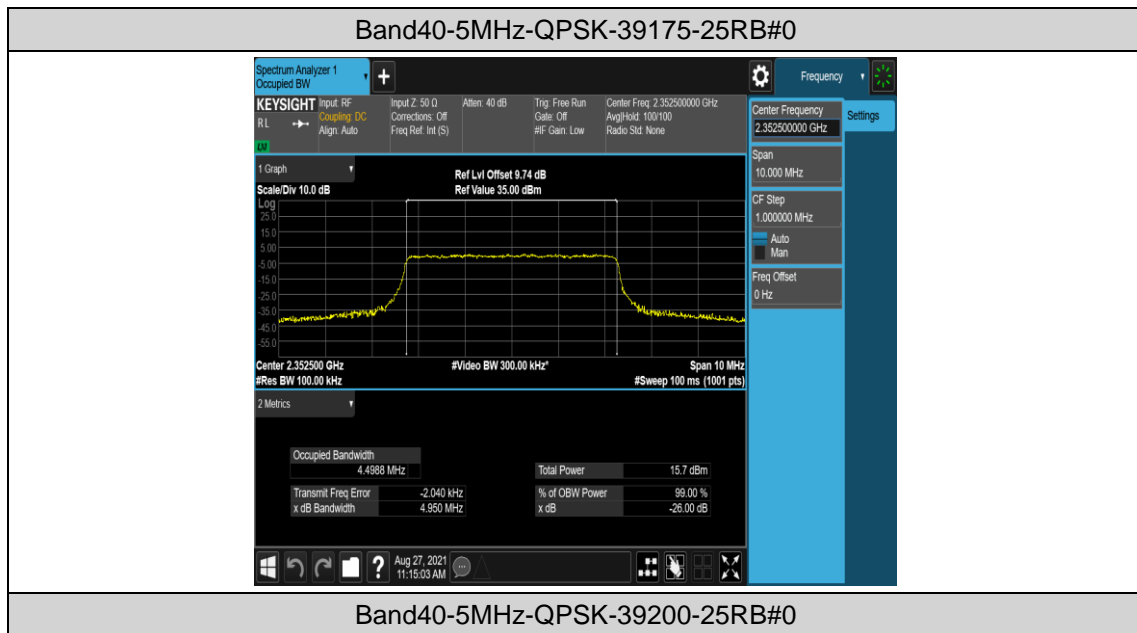 Band40-5MHz-QPSK-39175-25RB#0
Spectrum Analyzer 1
Occupied BW
+
Frequency
KEYSIGHT Input: RF Input Z: 50 Ω Atten: 40 dB Trig: Free Run Center Freq: 2.352500000 GHz
RL Coupling: DC Corrections: Off Gate: Off Avg|Hold: 100/100
Align: Auto Freq Ref: Int (S) #IF Gain: Low Radio Std: None
Center Frequency
2.352500000 GHz
Settings
Span
10.000 MHz
CF Step
1.000000 MHz
Auto
Man
Freq Offset
0 Hz
1 Graph
Ref Lvl Offset 9.74 dB
Scale/Div 10.0 dB Ref Value 35.00 dBm
Log
25.0
15.0
5.00
-5.00
-15.0
-25.0
-35.0
-45.0
-55.0
Center 2.352500 GHz #Video BW 300.00 kHz* Span 10 MHz
#Res BW 100.00 kHz #Sweep 100 ms (1001 pts)
2 Metrics
Occupied Bandwidth
4.4988 MHz Total Power 15.7 dBm
Transmit Freq Error -2.040 kHz % of OBW Power 99.00 %
x dB Bandwidth 4.950 MHz x dB -26.00 dB
?
Aug 27, 2021
11:15:03 AM
Band40-5MHz-QPSK-39200-25RB#0